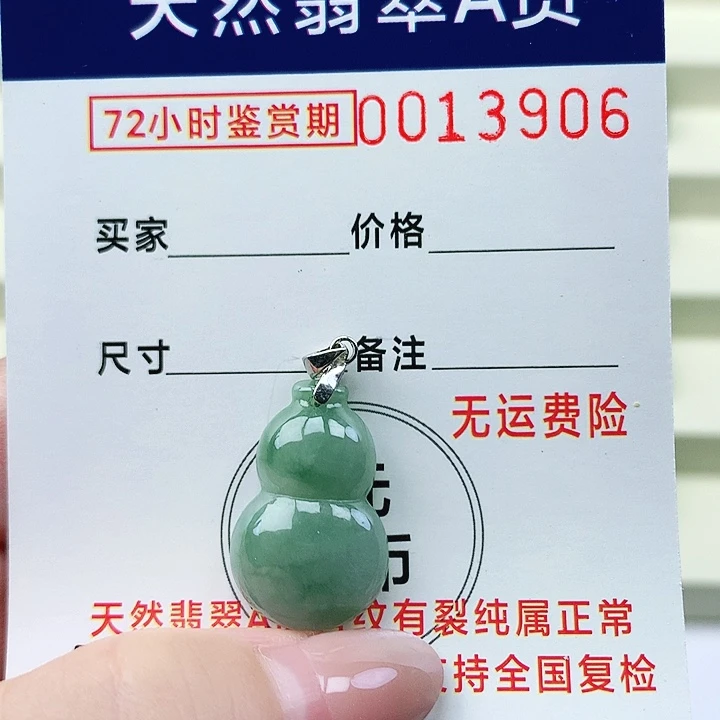 天然翡翠A货
72小时鉴赏期 0013906
买家 价格
尺寸 备注
无运费险
天然翡翠A 纹有裂纯属正常
持全国复检